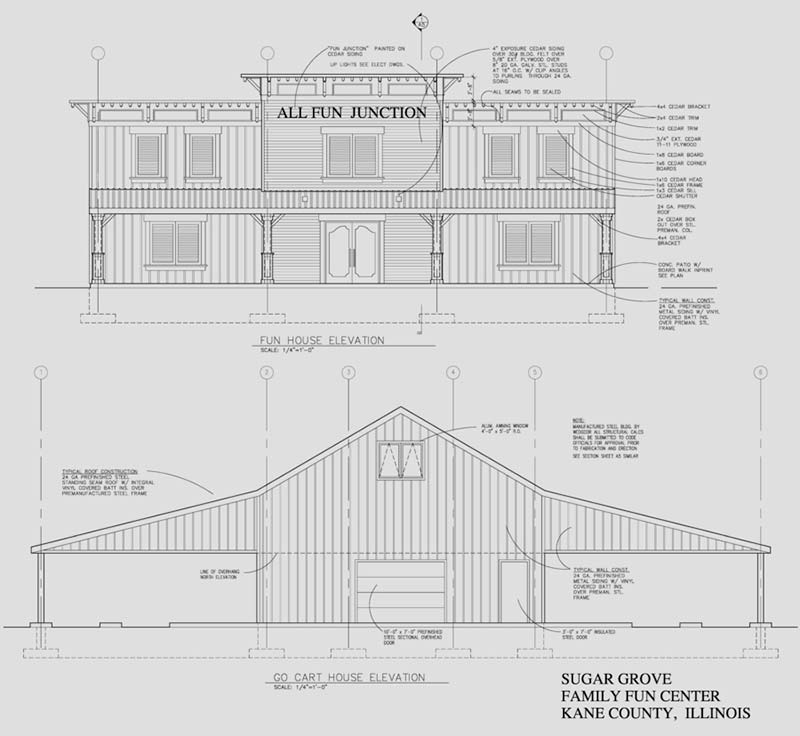 A5
"FUN JUNCTION" PAINTED ON
CEDAR SIDING
UP LIGHTS SEE ELECT DWGS.
4" EXPOSURE CEDAR SIDING
OVER 30# BLDG. FELT OVER
5/8" EXT. PLYWOOD OVER
8" 20 GA. GALV. STL. STUDS
AT 16" O.C. W/ CLIP ANGLES
TO PURLINS THROUGH 24 GA.
SIDING
ALL SEAMS TO BE SEALED
ALL FUN JUNCTION
4x4 CEDAR BRACKET
2x4 CEDAR TRIM
1x2 CEDAR TRIM
3/4" EXT. CEDAR
11-11 PLYWOOD
1x8 CEDAR BOARD
1x6 CEDAR CORNER
BOARDS
1x10 CEDAR HEAD
1x6 CEDAR FRAME
1x3 CEDAR SILL
CEDAR SHUTTER
24 GA. PREFIN.
ROOF
2x CEDAR BOX
OUT OVER STL.
PREMAN. COL.
4x4 CEDAR
BRACKET
CONC. PATIO W/
BOARD WALK INPRINT
SEE PLAN
TYPICAL WALL CONST.
24 GA. PREFINISHED
METAL SIDING W/ VINYL
COVERED BATT INS.
OVER PREMAN. STL.
FRAME
FUN HOUSE ELEVATION
SCALE: 1/4"=1'-0"
1 2 3 4 5 6
ALUM. AWNING WINDOW
4'-0" x 5'-0" R.O.
NOTE:
MANUFACTURED STEEL BLDG. BY
WEDGCOR ALL STRUCTURAL CALCS
SHALL BE SUBMITTED TO CODE
OFFICIALS FOR APPROVAL PRIOR
TO FABRICATION AND ERECTION
SEE SECTION SHEET A5 SIMILAR
TYPICAL ROOF CONSTRUCTION
24 GA PREFINISHED STEEL
STANDING SEAM ROOF W/ INTEGRAL
VINYL COVERED BATT INS. OVER
PREMANUFACTURED STEEL FRAME
LINE OF OVERHANG
NORTH ELEVATION
TYPICAL WALL CONST.
24 GA. PREFINISHED
METAL SIDING W/ VINYL
COVERED BATT INS.
OVER PREMAN. STL.
FRAME
10'-0" x 7'-0" PREFINISHED
STEEL SECTIONAL OVERHEAD
DOOR
3'-0" x 7'-0" INSULATED
STEEL DOOR
GO CART HOUSE ELEVATION
SCALE: 1/4"=1'-0"
SUGAR GROVE
FAMILY FUN CENTER
KANE COUNTY, ILLINOIS